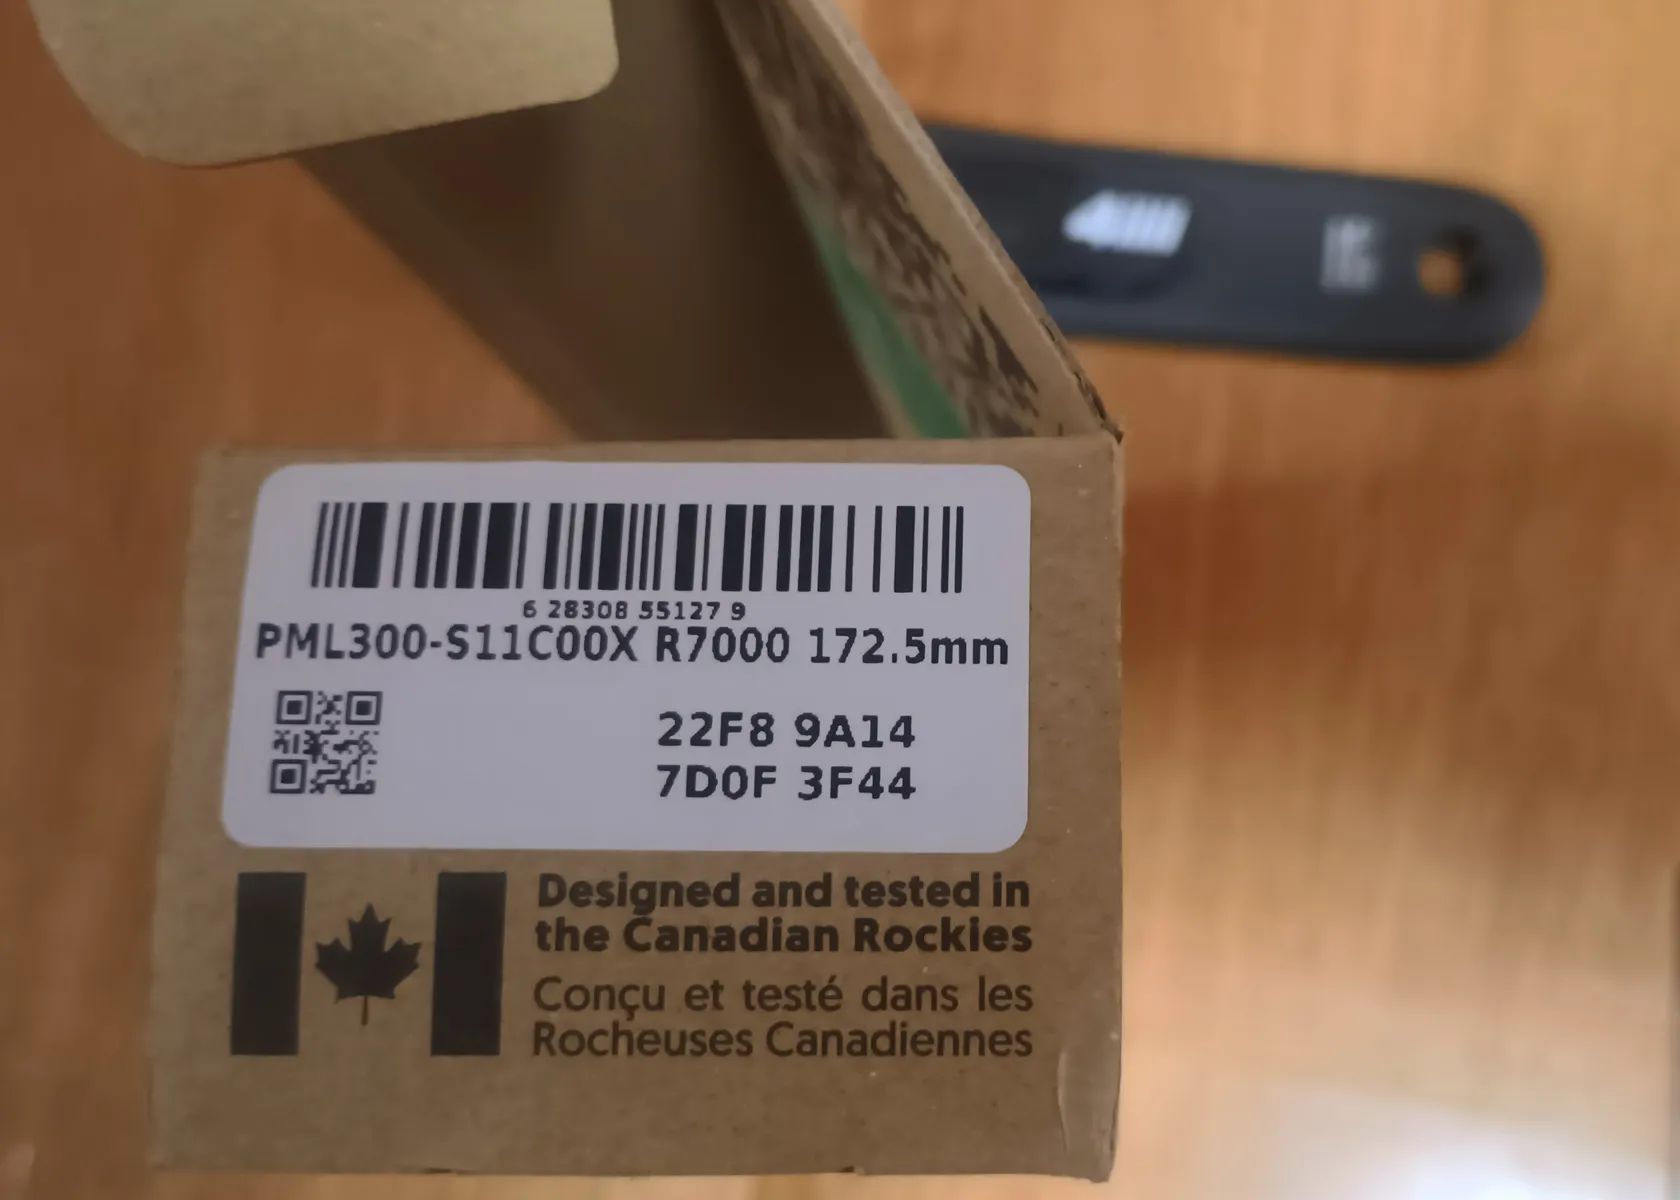 4iiii
6 28308 55127 9
PML300-S11C00X R7000 172.5mm
22F8 9A14
7D0F 3F44
Designed and tested in
the Canadian Rockies
Conçu et testé dans les
Rocheuses Canadiennes